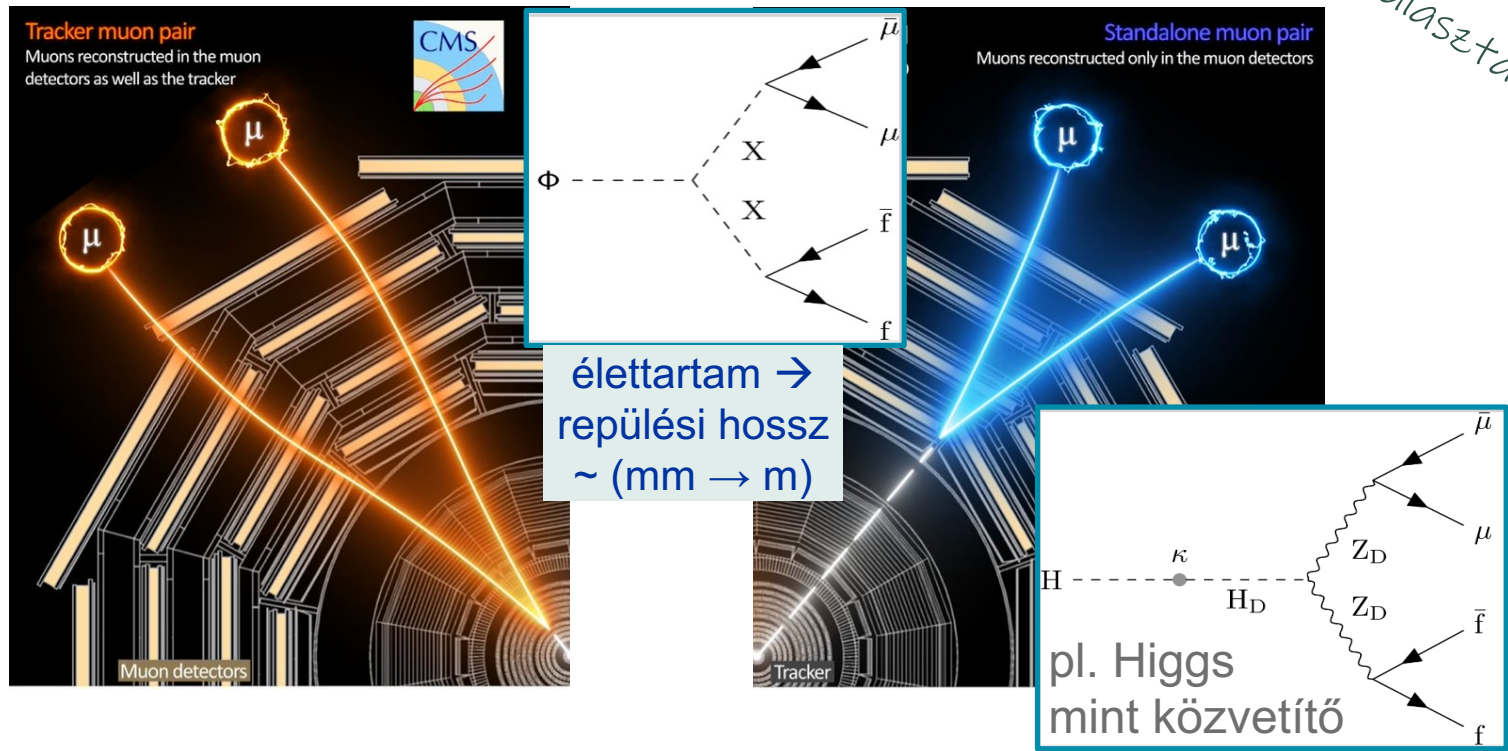 Tracker muon pair
Muons reconstructed in the muon
detectors as well as the tracker
CMS
μ
μ
Muon detectors
Φ
X
X
μ̄
μ
f̄
f
élettartam →
repülési hossz
~ (mm → m)
Standalone muon pair
Muons reconstructed only in the muon detectors
μ
μ
Tracker
H
κ
H_D
Z_D
Z_D
μ̄
μ
f̄
f
pl. Higgs
mint közvetítő